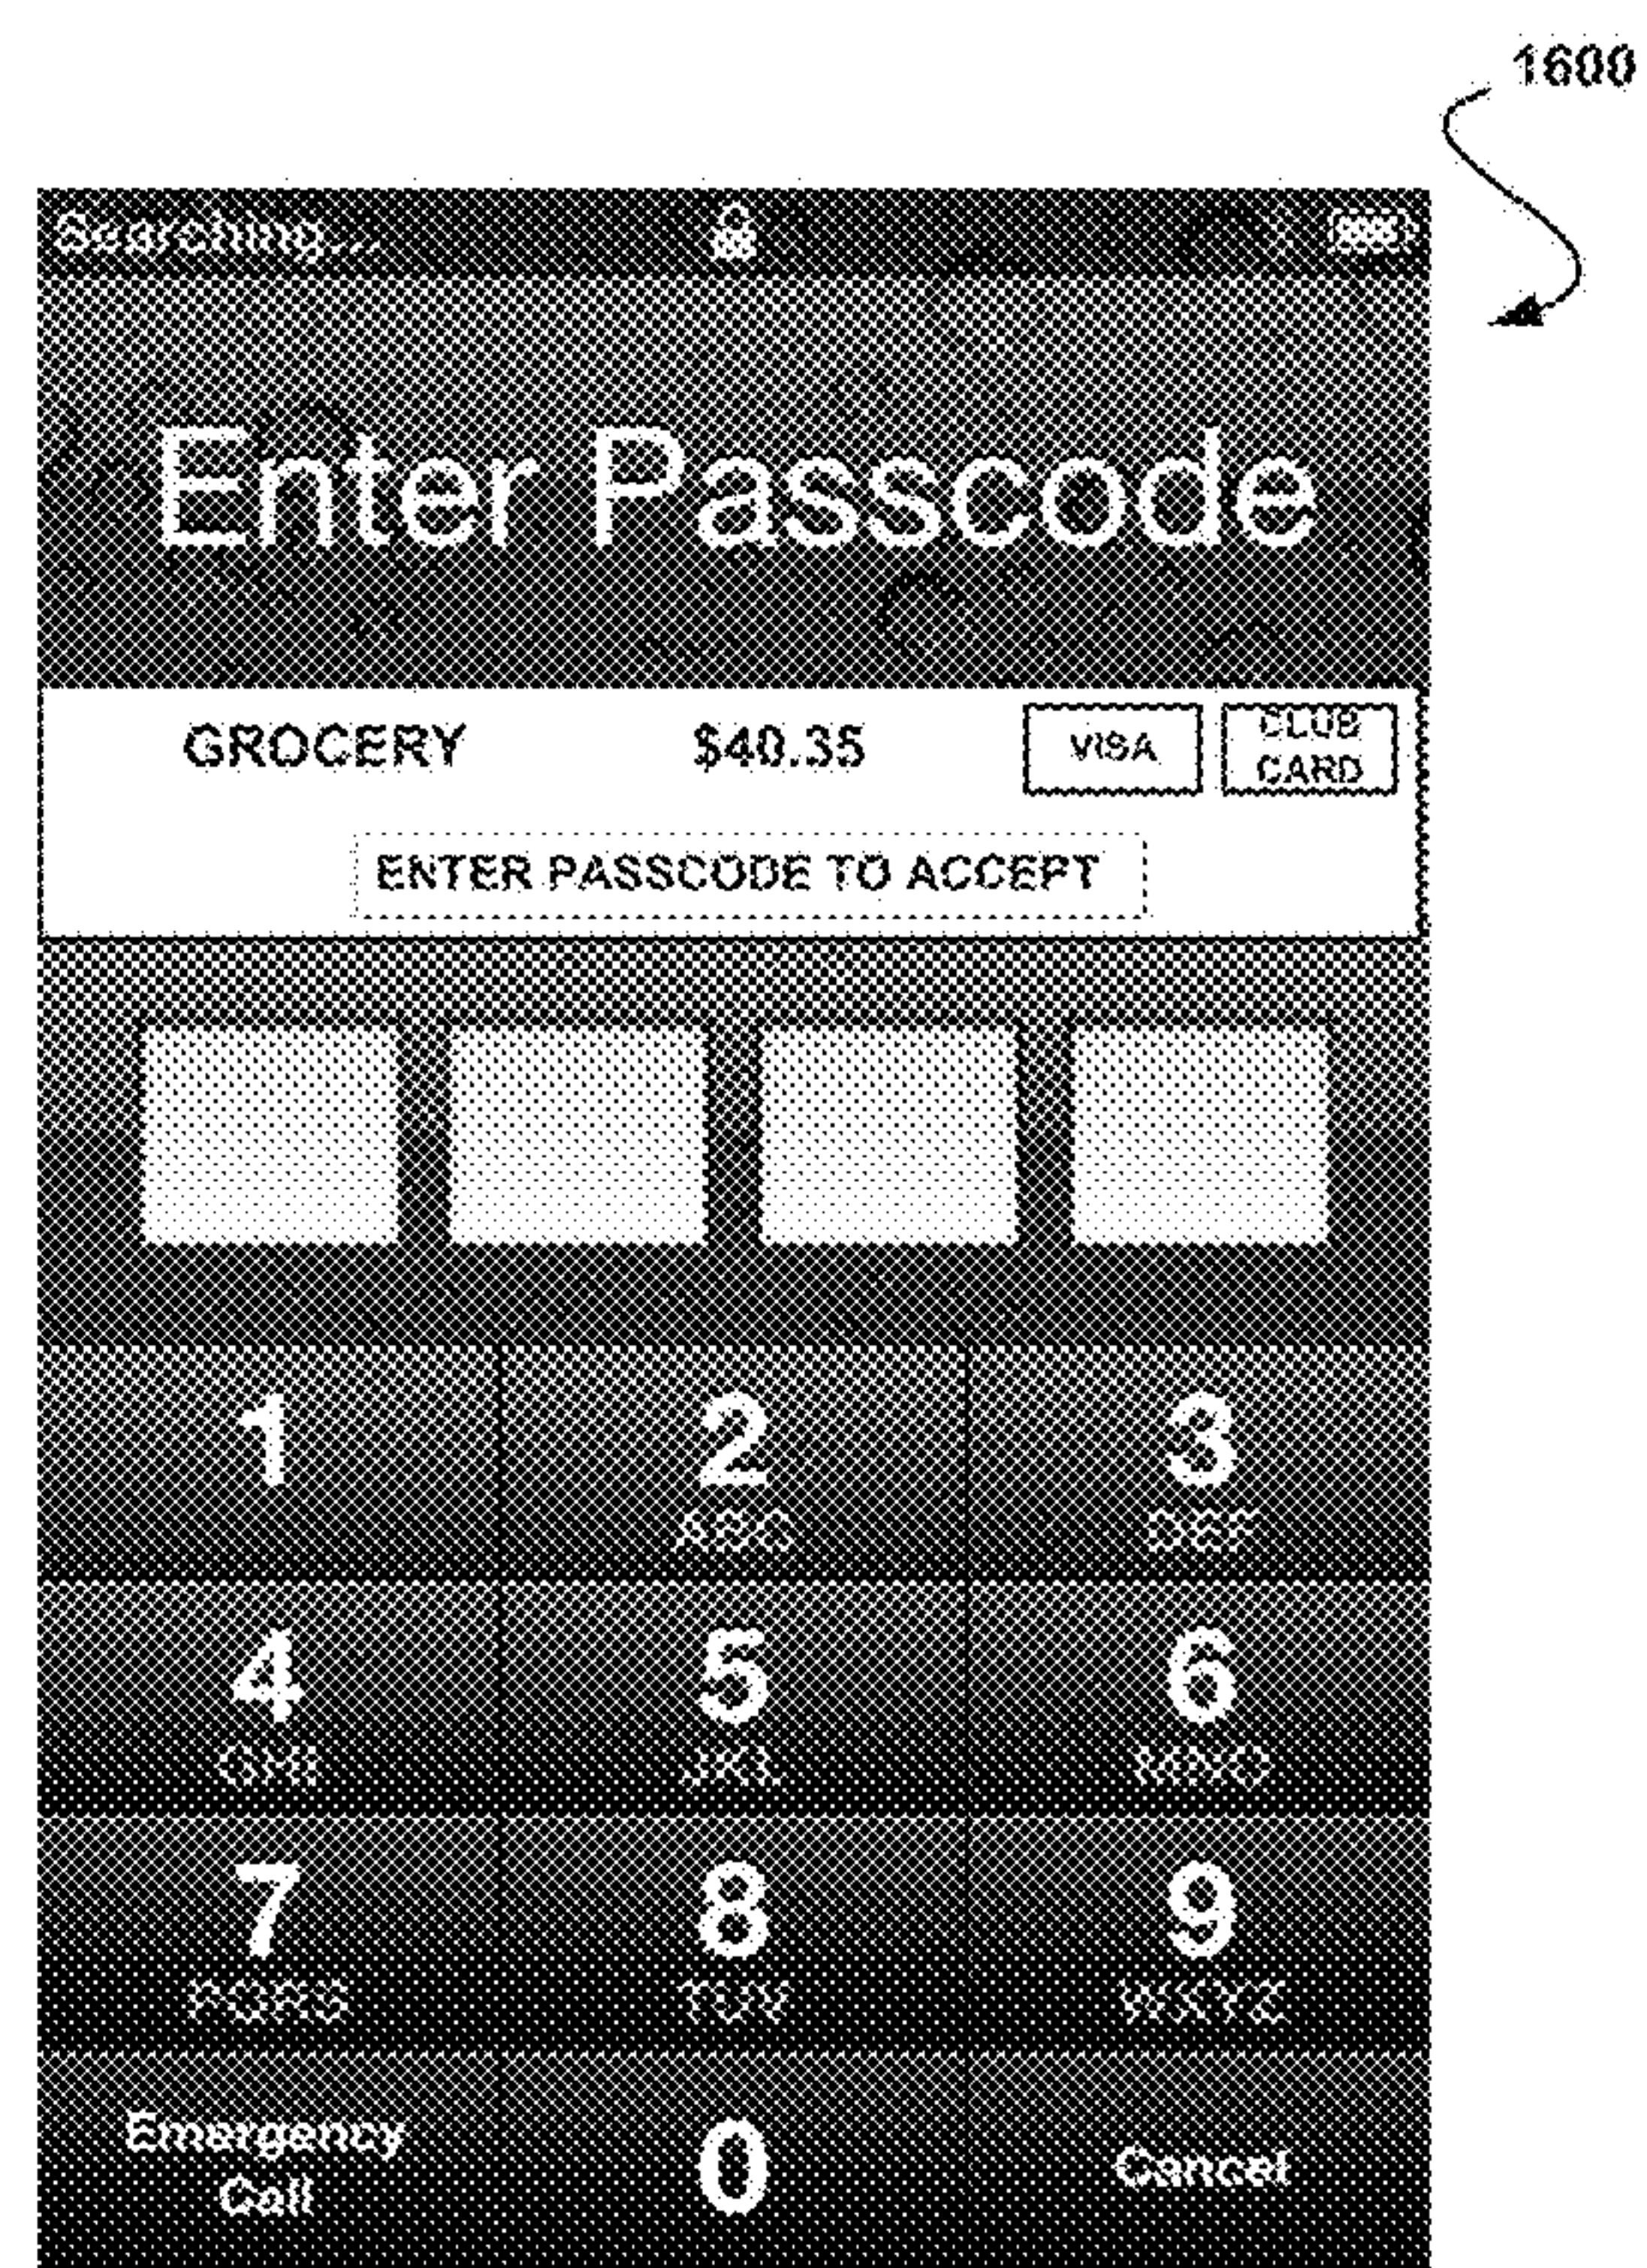 1600
Searching...
Enter Passcode
GROCERY $40.35 VISA CLUB CARD
ENTER PASSCODE TO ACCEPT
1 2 3
ABC DEF
4 5 6
GHI JKL MNO
7 8 9
PQRS TUV WXYZ
Emergency Call 0 Cancel